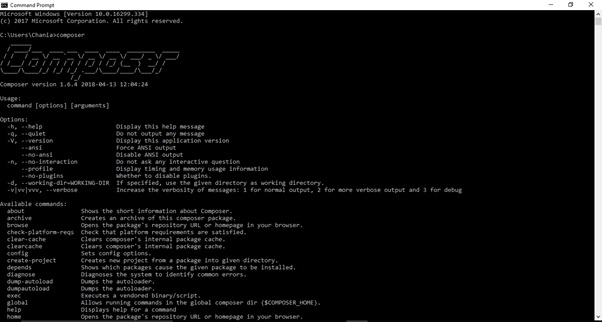 Command Prompt
Microsoft Windows [Version 10.0.16299.334]
(c) 2017 Microsoft Corporation. All rights reserved.
C:\Users\Chania>composer
Composer
Composer version 1.6.4 2018-04-13 12:04:24
Usage:
command [options] [arguments]
Options:
-h, --help Display this help message
-q, --quiet Do not output any message
-V, --version Display this application version
--ansi Force ANSI output
--no-ansi Disable ANSI output
-n, --no-interaction Do not ask any interactive question
--profile Display timing and memory usage information
--no-plugins Whether to disable plugins.
-d, --working-dir=WORKING-DIR If specified, use the given directory as working directory.
-v|vv|vvv, --verbose Increase the verbosity of messages: 1 for normal output, 2 for more verbose output and 3 for debug
Available commands:
about Shows the short information about Composer.
archive Creates an archive of this composer package.
browse Opens the package's repository URL or homepage in your browser.
check-platform-reqs Check that platform requirements are satisfied.
clear-cache Clears composer's internal package cache.
clearcache Clears composer's internal package cache.
config Sets config options.
create-project Creates new project from a package into given directory.
depends Shows which packages cause the given package to be installed.
diagnose Diagnoses the system to identify common errors.
dump-autoload Dumps the autoloader.
dumpautoload Dumps the autoloader.
exec Executes a vendored binary/script.
global Allows running commands in the global composer dir ($COMPOSER_HOME).
help Displays help for a command
home Opens the package's repository URL or homepage in your browser.